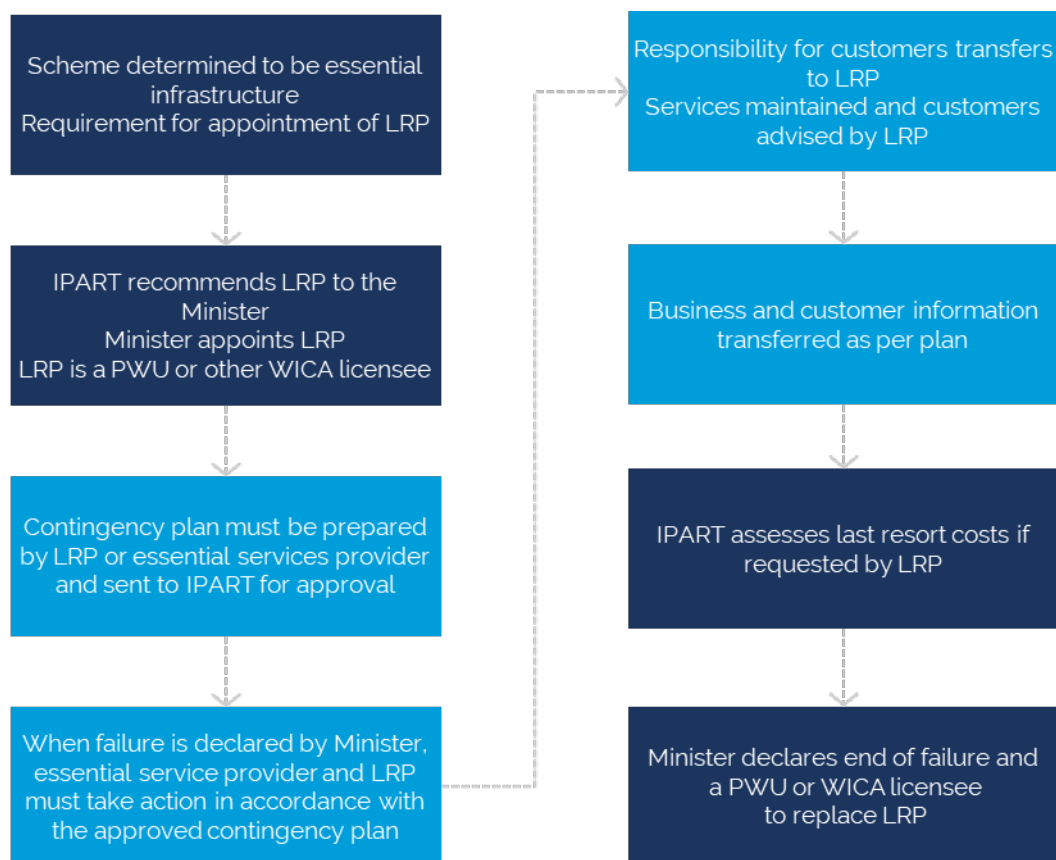 Scheme determined to be essential
infrastructure
Requirement for appointment of LRP
IPART recommends LRP to the
Minister
Minister appoints LRP
LRP is a PWU or other WICA licensee
Contingency plan must be prepared
by LRP or essential services provider
and sent to IPART for approval
When failure is declared by Minister,
essential service provider and LRP
must take action in accordance with
the approved contingency plan
Responsibility for customers transfers
to LRP
Services maintained and customers
advised by LRP
Business and customer information
transferred as per plan
IPART assesses last resort costs if
requested by LRP
Minister declares end of failure and
a PWU or WICA licensee
to replace LRP